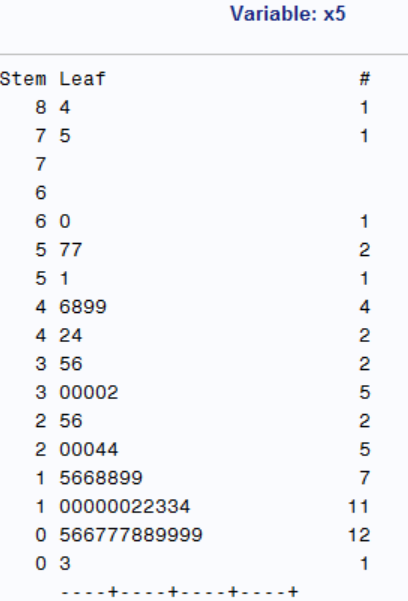 Variable: x5
Stem Leaf #
8 4 1
7 5 1
7
6
6 0 1
5 77 2
5 1 1
4 6899 4
4 24 2
3 56 2
3 00002 5
2 56 2
2 00044 5
1 5668899 7
1 00000022334 11
0 566777889999 12
0 3 1
----+----+----+----+